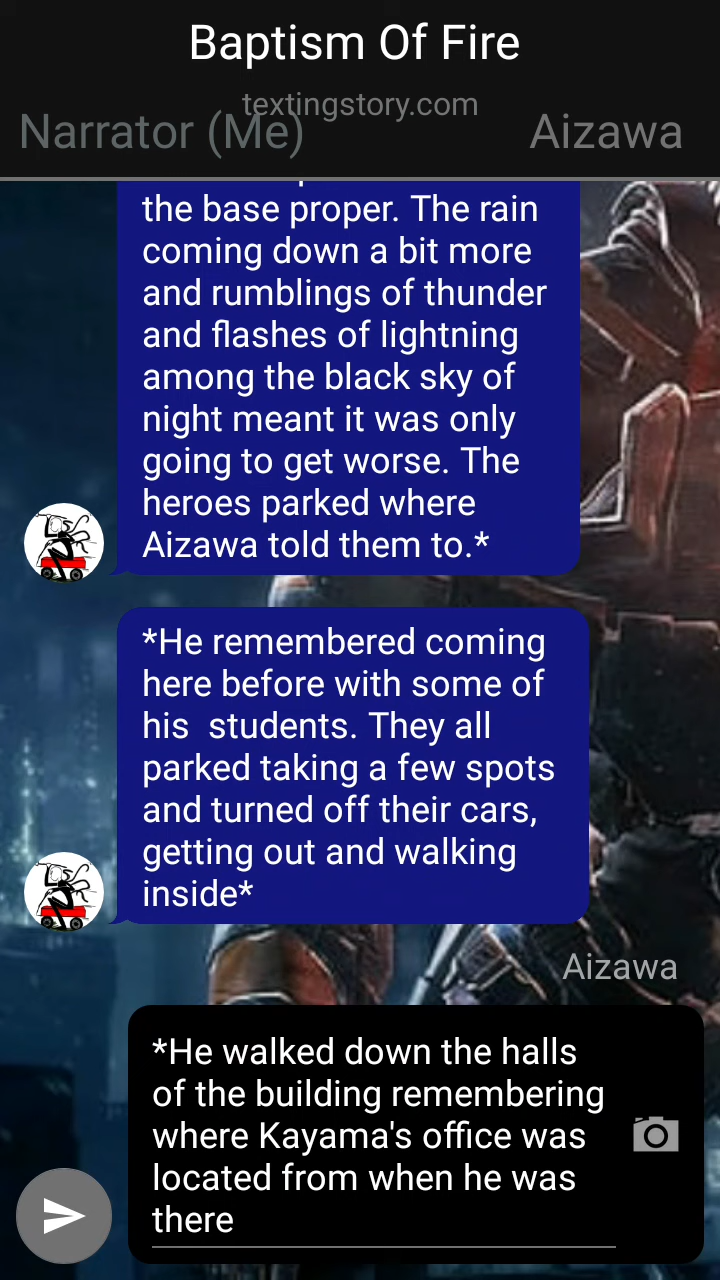 Baptism Of Fire
textingstory.com
Narrator (Me)
Aizawa
the base proper. The rain
coming down a bit more
and rumblings of thunder
and flashes of lightning
among the black sky of
night meant it was only
going to get worse. The
heroes parked where
Aizawa told them to.*
*He remembered coming
here before with some of
his  students. They all
parked taking a few spots
and turned off their cars,
getting out and walking
inside*
Aizawa
*He walked down the halls
of the building remembering
where Kayama's office was
located from when he was
there